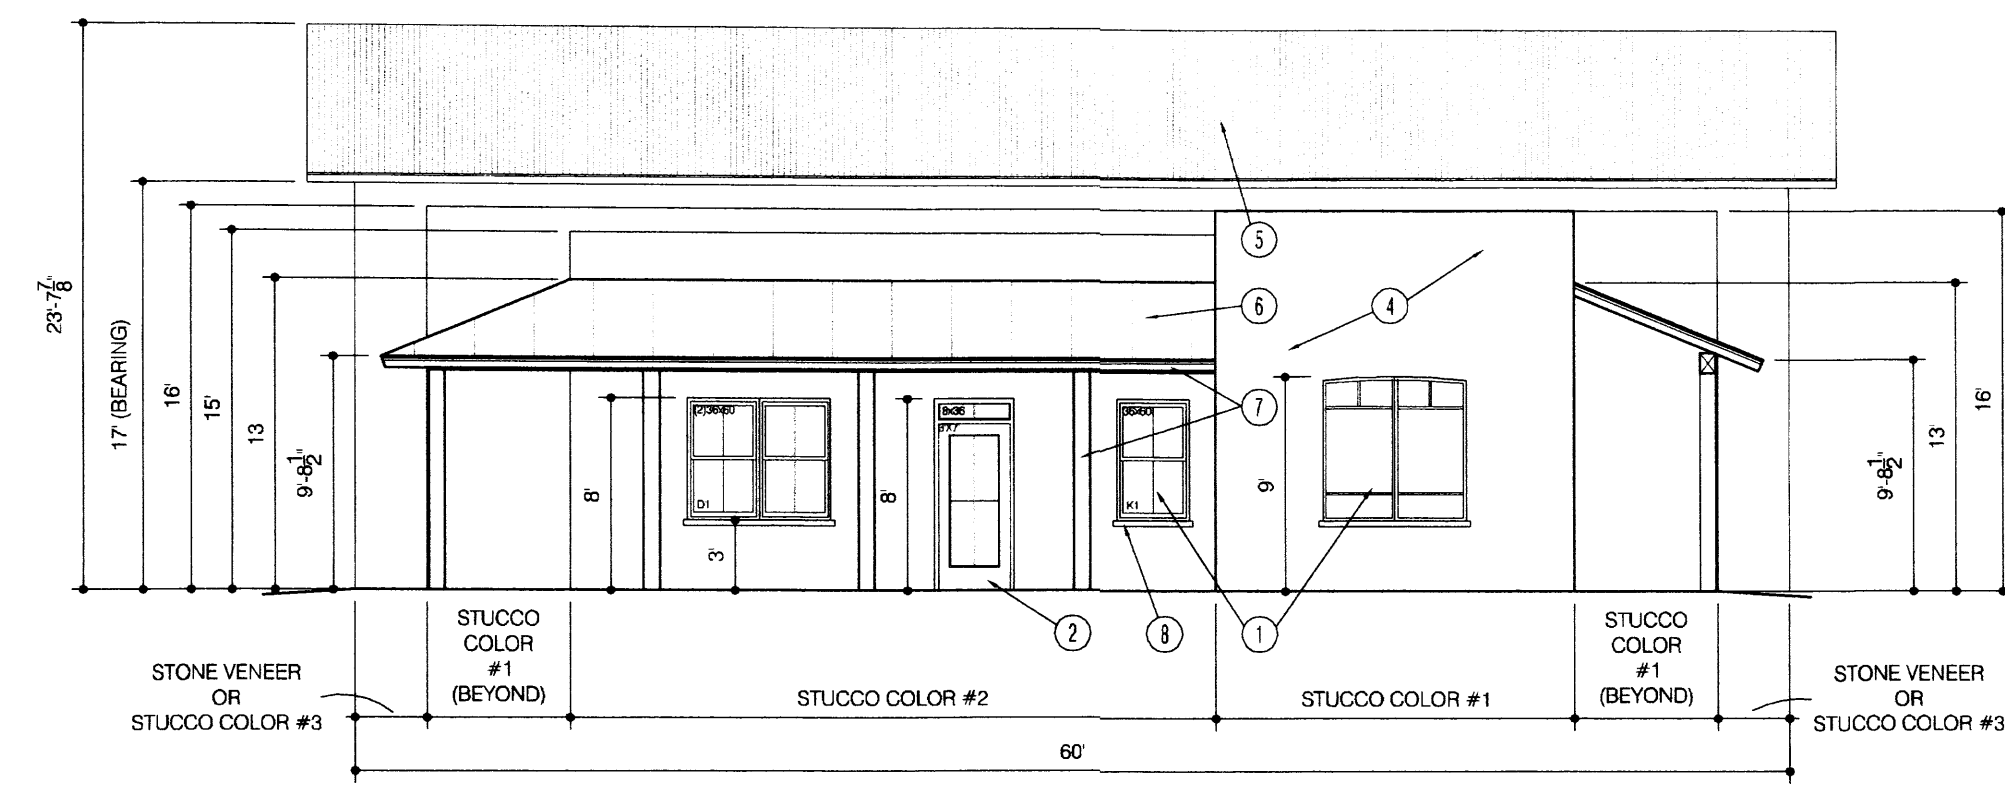 23'-7 7/8"
17' (BEARING)
16'
15'
13
9'-8 1/2"
8'
3'
8'
9'
(2)36x60
D1
8x36
3'X7'
36x60
K1
5
6
4
7
2
8
1
9'-8 1/2"
13'
16'
STUCCO
COLOR
#1
(BEYOND)
STONE VENEER
OR
STUCCO COLOR #3
STUCCO COLOR #2
STUCCO COLOR #1
STUCCO
COLOR
#1
(BEYOND)
STONE VENEER
OR
STUCCO COLOR #3
60'